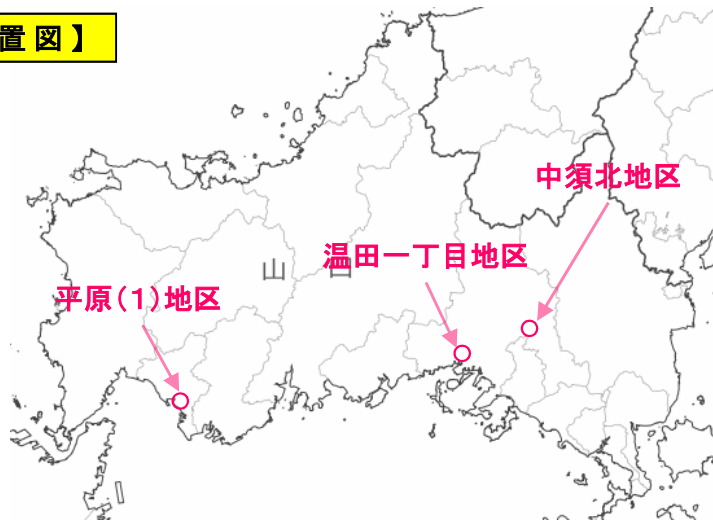 置図】
中須北地区
温田一丁目地区
山口
平原(1)地区